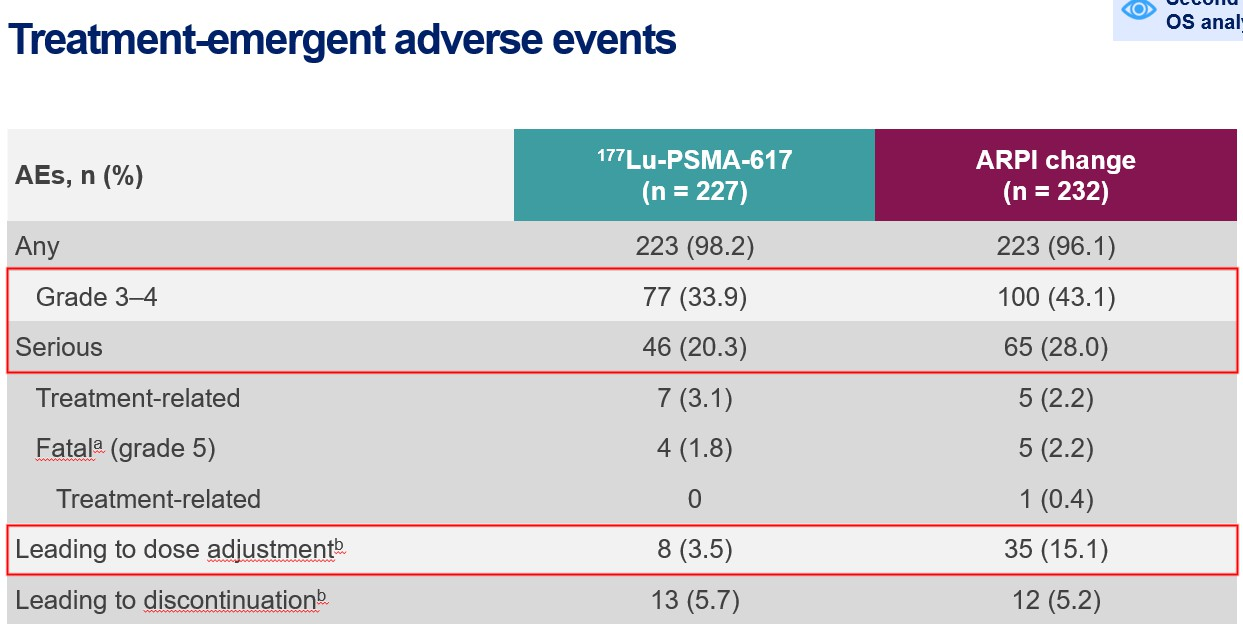 Second
OS analy
Treatment-emergent adverse events
AEs, n (%) ¹⁷⁷Lu-PSMA-617 (n = 227) ARPI change (n = 232)
Any 223 (98.2) 223 (96.1)
Grade 3–4 77 (33.9) 100 (43.1)
Serious 46 (20.3) 65 (28.0)
Treatment-related 7 (3.1) 5 (2.2)
Fatalᵃ (grade 5) 4 (1.8) 5 (2.2)
Treatment-related 0 1 (0.4)
Leading to dose adjustmentᵇ 8 (3.5) 35 (15.1)
Leading to discontinuationᵇ 13 (5.7) 12 (5.2)